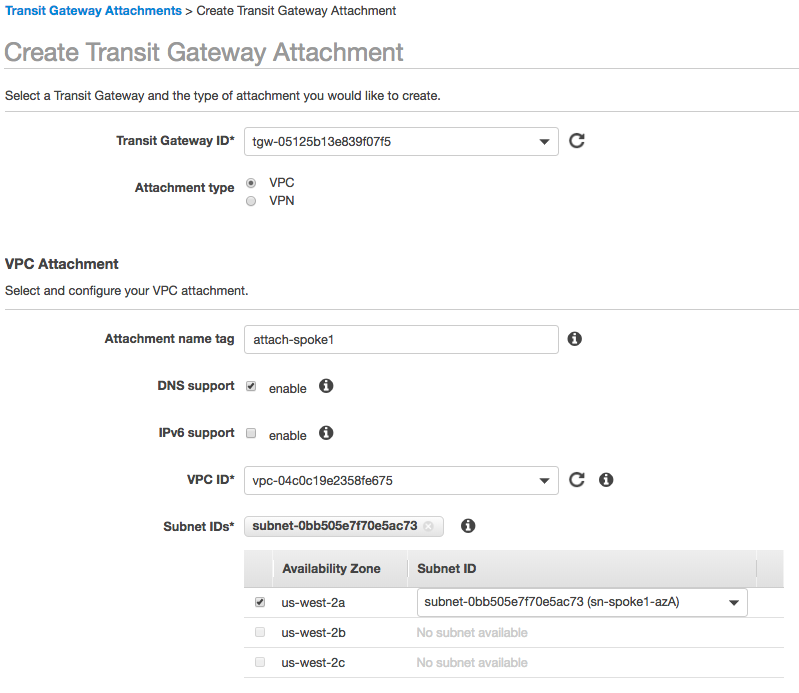 Transit Gateway Attachments > Create Transit Gateway Attachment
Create Transit Gateway Attachment
Select a Transit Gateway and the type of attachment you would like to create.
Transit Gateway ID* tgw-05125b13e839f07f5
Attachment type VPC
VPN
VPC Attachment
Select and configure your VPC attachment.
Attachment name tag attach-spoke1
DNS support enable
IPv6 support enable
VPC ID* vpc-04c0c19e2358fe675
Subnet IDs* subnet-0bb505e7f70e5ac73
Availability Zone Subnet ID
us-west-2a subnet-0bb505e7f70e5ac73 (sn-spoke1-azA)
us-west-2b No subnet available
us-west-2c No subnet available